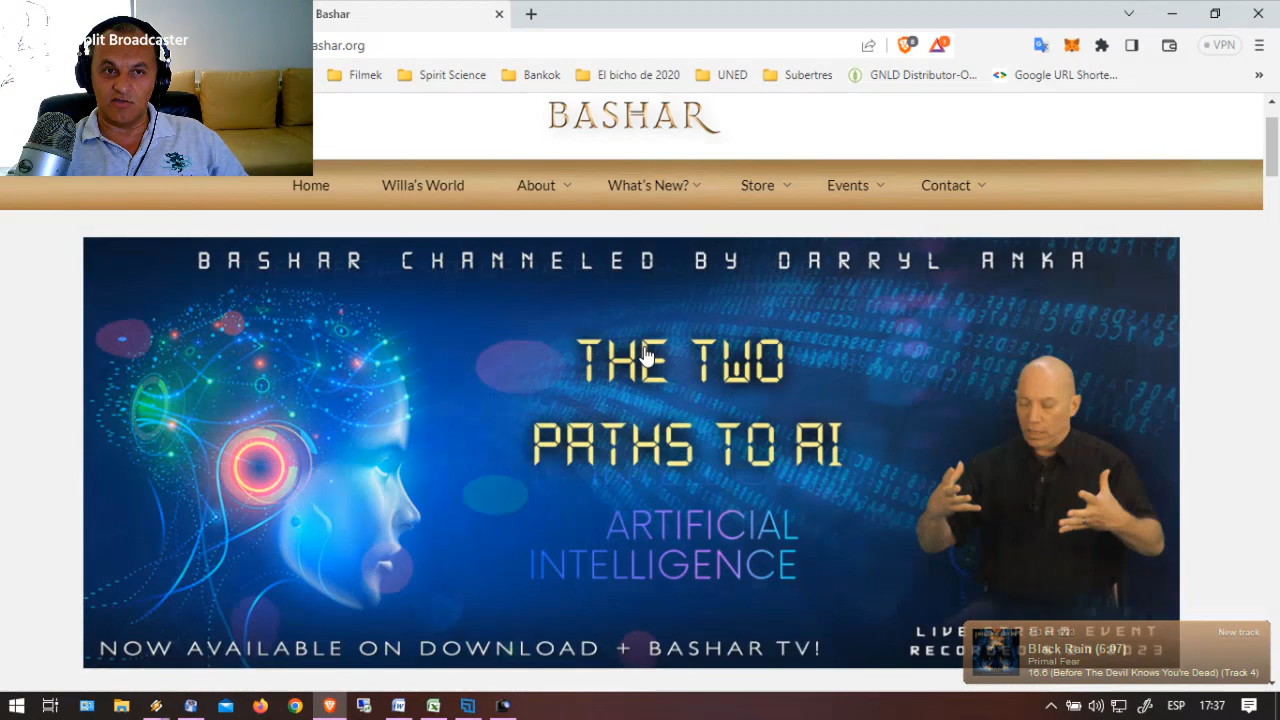 plit Broadcaster
Bashar
ashar.org
VPN
Filmek
Spirit Science
Bankok
El bicho de 2020
UNED
Subertres
GNLD Distributor-O...
Google URL Shorte...
»
BASHAR
Home
Willa's World
About
What's New?
Store
Events
Contact
BASHAR CHANNELED BY DARRYL ANKA
THE TWO
PATHS TO AI
ARTIFICIAL
INTELLIGENCE
NOW AVAILABLE ON DOWNLOAD + BASHAR TV!
LIVE STREAM EVENT
New track
Black Rain (6:07)
Primal Fear
16.6 (Before The Devil Knows You're Dead) (Track 4)
ESP
17:37